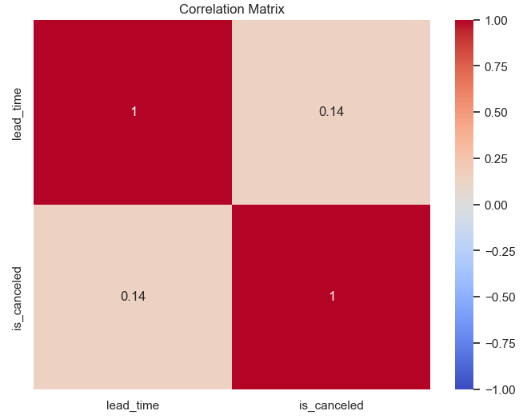 Correlation Matrix
lead_time
1
0.14
is_canceled
0.14
1
lead_time
is_canceled
1.00
0.75
0.50
0.25
0.00
−0.25
−0.50
−0.75
−1.00